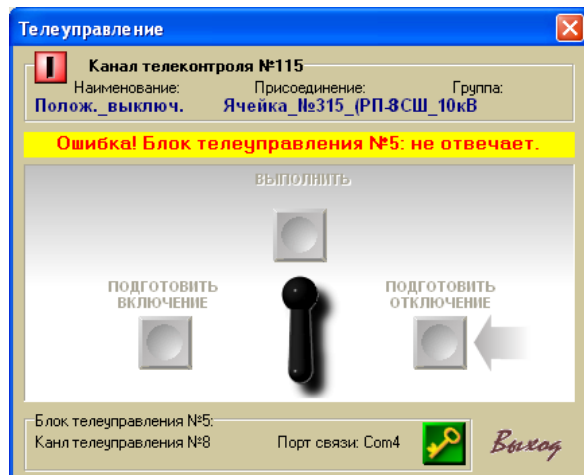 Телеуправление
Канал телеконтроля №115
Наименование: Присоединение: Группа:
Полож._выключ. Ячейка_№315_(РП-8СШ_10кВ
Ошибка! Блок телеуправления №5: не отвечает.
ВЫПОЛНИТЬ
ПОДГОТОВИТЬ ВКЛЮЧЕНИЕ
ПОДГОТОВИТЬ ОТКЛЮЧЕНИЕ
Блок телеуправления №5:
Канл телеуправления №8 Порт связи: Com4
Выход